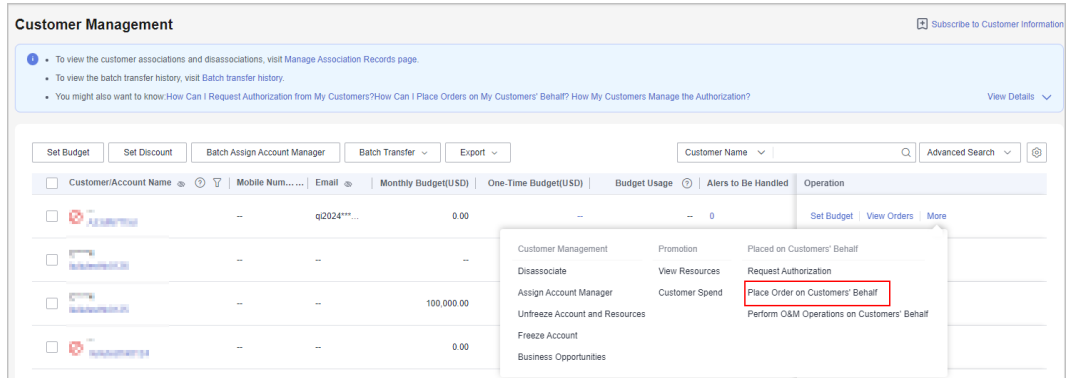 Customer Management
Subscribe to Customer Information
To view the customer associations and disassociations, visit Manage Association Records page.
To view the batch transfer history, visit Batch transfer history.
You might also want to know:How Can I Request Authorization from My Customers?How Can I Place Orders on My Customers' Behalf? How My Customers Manage the Authorization?
View Details
Set Budget Set Discount Batch Assign Account Manager Batch Transfer Export Customer Name Advanced Search
Customer/Account Name Mobile Num... ... Email Monthly Budget(USD) One-Time Budget(USD) Budget Usage Alers to Be Handled Operation
-- qi2024***... 0.00 -- -- 0 Set Budget View Orders More
-- -- --
-- -- 100,000.00
-- -- 0.00
Customer Management Promotion Placed on Customers' Behalf
Disassociate View Resources Request Authorization
Assign Account Manager Customer Spend Place Order on Customers' Behalf
Unfreeze Account and Resources Perform O&M Operations on Customers' Behalf
Freeze Account
Business Opportunities